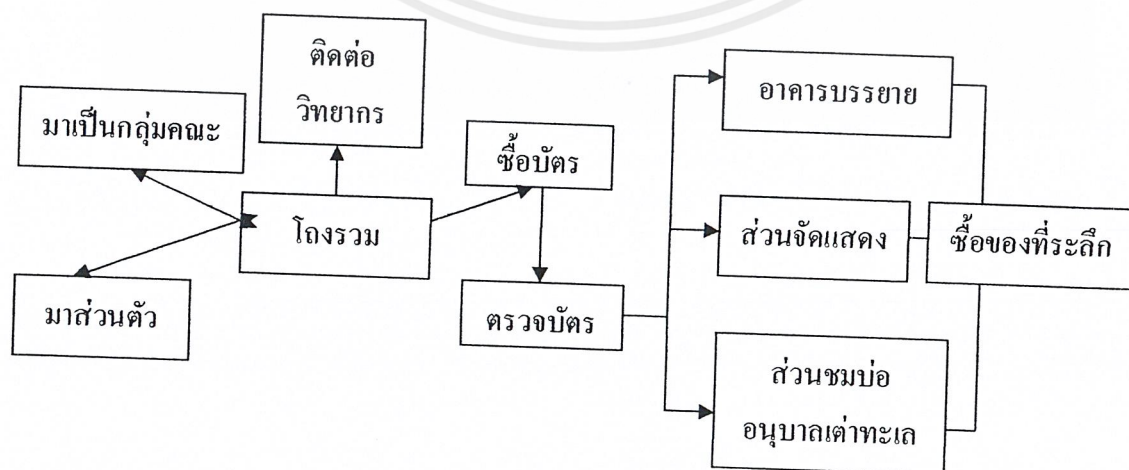 ติดต่อ
วิทยากร
มาเป็นกลุ่มคณะ
โถงรวม
มาส่วนตัว
ซื้อบัตร
ตรวจบัตร
อาคารบรรยาย
ส่วนจัดแสดง
ส่วนชมบ่อ
อนุบาลเต่าทะเล
ซื้อของที่ระลึก